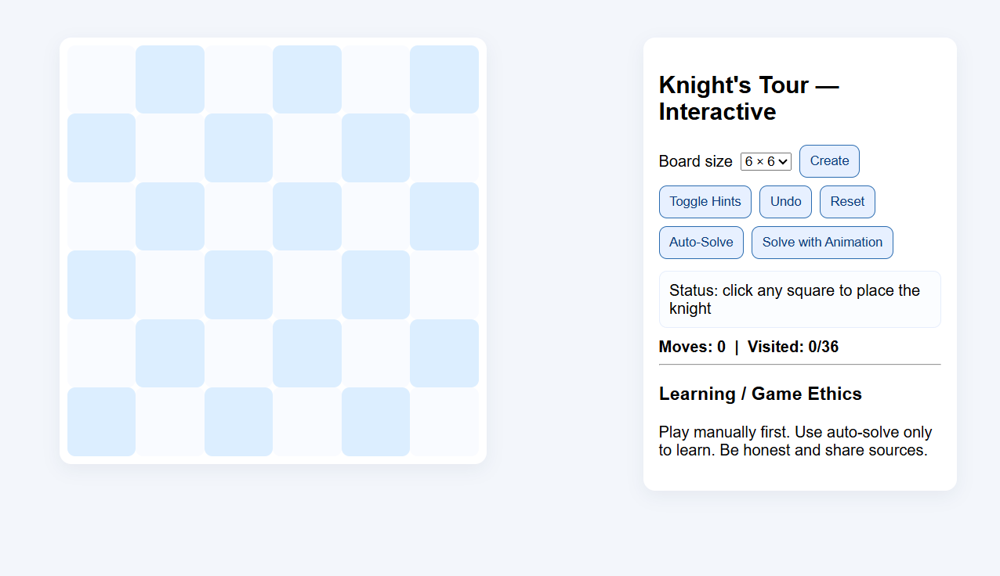 Knight's Tour —
Interactive
Board size 6 × 6 Create
Toggle Hints Undo Reset
Auto-Solve Solve with Animation
Status: click any square to place the
knight
Moves: 0 | Visited: 0/36
Learning / Game Ethics
Play manually first. Use auto-solve only
to learn. Be honest and share sources.